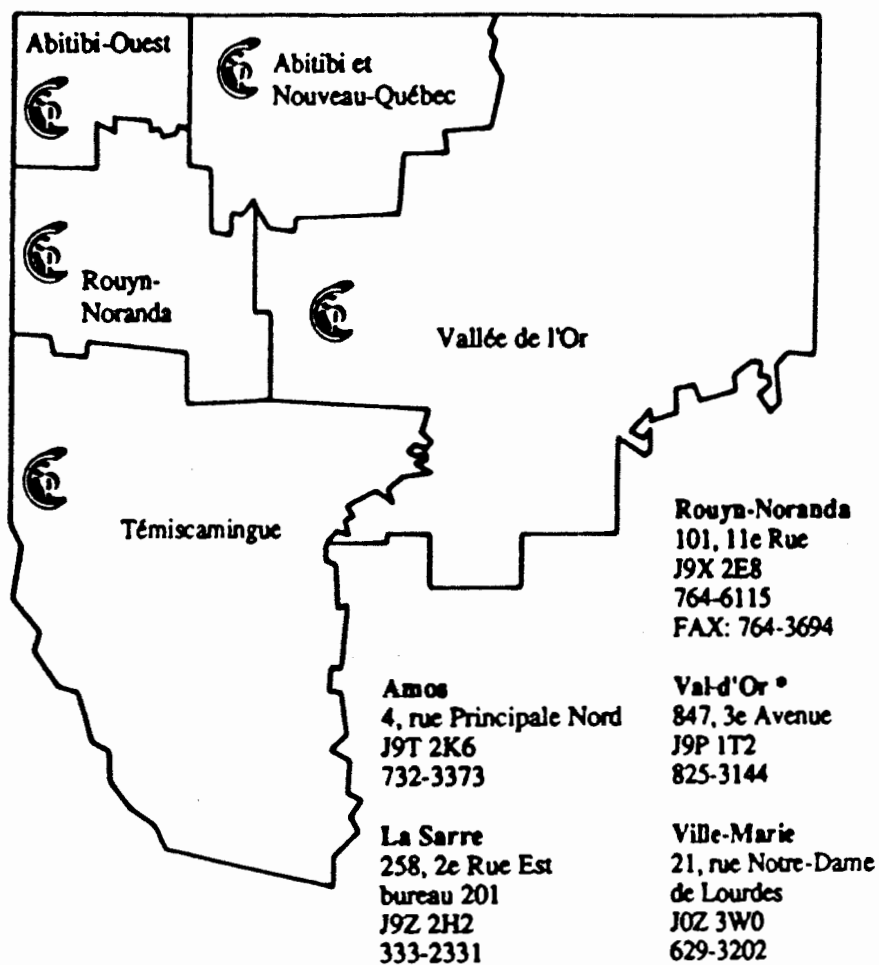 Abitibi-Ouest
Abitibi et
Nouveau-Québec
Rouyn-
Noranda
Vallée de l'Or
Témiscamingue
Rouyn-Noranda
101, 11e Rue
J9X 2E8
764-6115
FAX: 764-3694
Amos
4, rue Principale Nord
J9T 2K6
732-3373
Val-d'Or *
847, 3e Avenue
J9P 1T2
825-3144
La Sarre
258, 2e Rue Est
bureau 201
J9Z 2H2
333-2331
Ville-Marie
21, rue Notre-Dame
de Lourdes
J0Z 3W0
629-3202